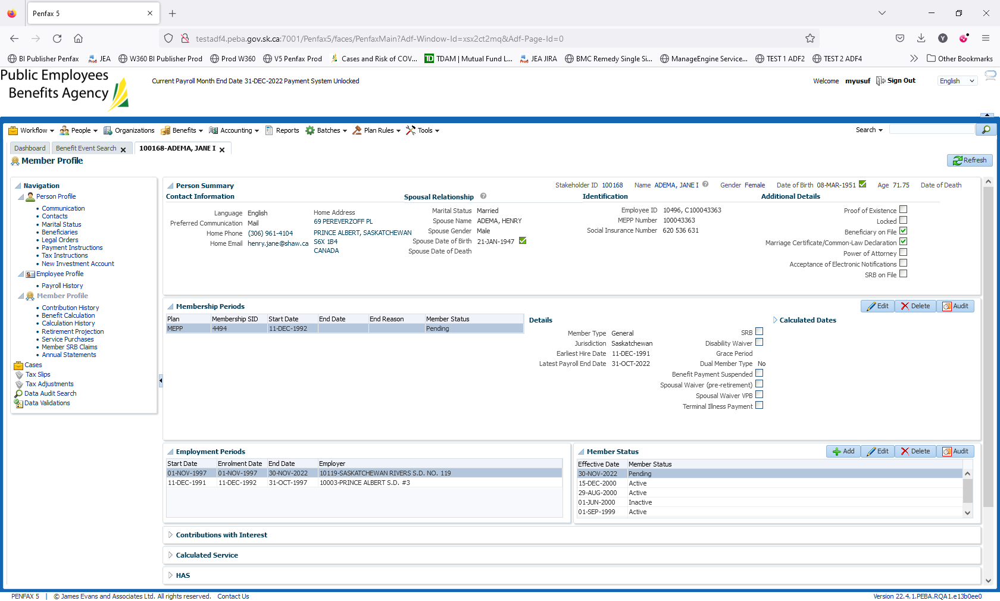 Penfax 5
testadf4.peba.gov.sk.ca:7001/Penfax5/faces/PenfaxMain?Adf-Window-Id=xsx2ct2mq&Adf-Page-Id=0
BI Publisher Penfax JEA W360 BI Publisher Prod Prod W360 V5 Penfax Prod Cases and Risk of COV... TDAM | Mutual Fund L... JEA JIRA BMC Remedy Single Si... ManageEngine Service... TEST 1 ADF2 TEST 2 ADF4 Other Bookmarks
Public Employees
Benefits Agency
Current Payroll Month End Date 31-DEC-2022 Payment System Unlocked
Welcome myusuf Sign Out English
Workflow People Organizations Benefits Accounting Reports Batches Plan Rules Tools Search
Dashboard Benefit Event Search 100168-ADEMA, JANE I
Member Profile
Refresh
Navigation
Person Profile
Communication
Contacts
Marital Status
Beneficiaries
Legal Orders
Payment Instructions
Tax Instructions
New Investment Account
Employee Profile
Payroll History
Member Profile
Contribution History
Benefit Calculation
Calculation History
Retirement Projection
Service Purchases
Member SRB Claims
Annual Statements
Cases
Tax Slips
Tax Adjustments
Data Audit Search
Data Validations
Person Summary
Stakeholder ID 100168 Name ADEMA, JANE I Gender Female Date of Birth 08-MAR-1951 Age 71.75 Date of Death
Contact Information
Language English
Preferred Communication Mail
Home Phone (306) 961-4104
Home Email henry.jane@shaw.ca
Home Address
69 PEREVERZOFF PL
PRINCE ALBERT, SASKATCHEWAN
S6X 1B4
CANADA
Spousal Relationship
Marital Status Married
Spouse Name ADEMA, HENRY
Spouse Gender Male
Spouse Date of Birth 21-JAN-1947
Spouse Date of Death
Identification
Employee ID 10496, C100043363
MEPP Number 100043363
Social Insurance Number 620 536 631
Additional Details
Proof of Existence
Locked
Beneficiary on File
Marriage Certificate/Common-Law Declaration
Power of Attorney
Acceptance of Electronic Notifications
SRB on File
Membership Periods
Edit Delete Audit
Plan Membership SID Start Date End Date End Reason Member Status
MEPP 4494 11-DEC-1992 Pending
Details
Member Type General
Jurisdiction Saskatchewan
Earliest Hire Date 11-DEC-1991
Latest Payroll End Date 31-OCT-2022
SRB
Disability Waiver
Grace Period
Dual Member Type No
Benefit Payment Suspended
Spousal Waiver (pre-retirement)
Spousal Waiver VPB
Terminal Illness Payment
Calculated Dates
Employment Periods
Start Date Enrolment Date End Date Employer
01-NOV-1997 01-NOV-1997 30-NOV-2022 10119-SASKATCHEWAN RIVERS S.D. NO. 119
11-DEC-1991 11-DEC-1992 31-OCT-1997 10003-PRINCE ALBERT S.D. #3
Member Status
Add Edit Delete Audit
Effective Date Member Status
30-NOV-2022 Pending
15-DEC-2000 Active
29-AUG-2000 Active
01-JUN-2000 Inactive
01-SEP-1999 Active
Contributions with Interest
Calculated Service
HAS
PENFAX 5 | © James Evans and Associates Ltd. All rights reserved. Contact Us
Version 22.4.1.PEBA.RQA1.e13b0ee0